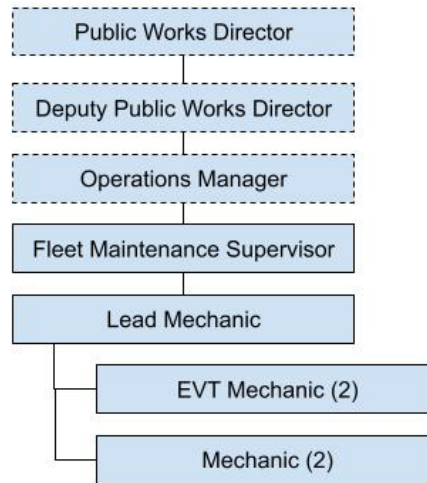 Public Works Director
Deputy Public Works Director
Operations Manager
Fleet Maintenance Supervisor
Lead Mechanic
EVT Mechanic (2)
Mechanic (2)